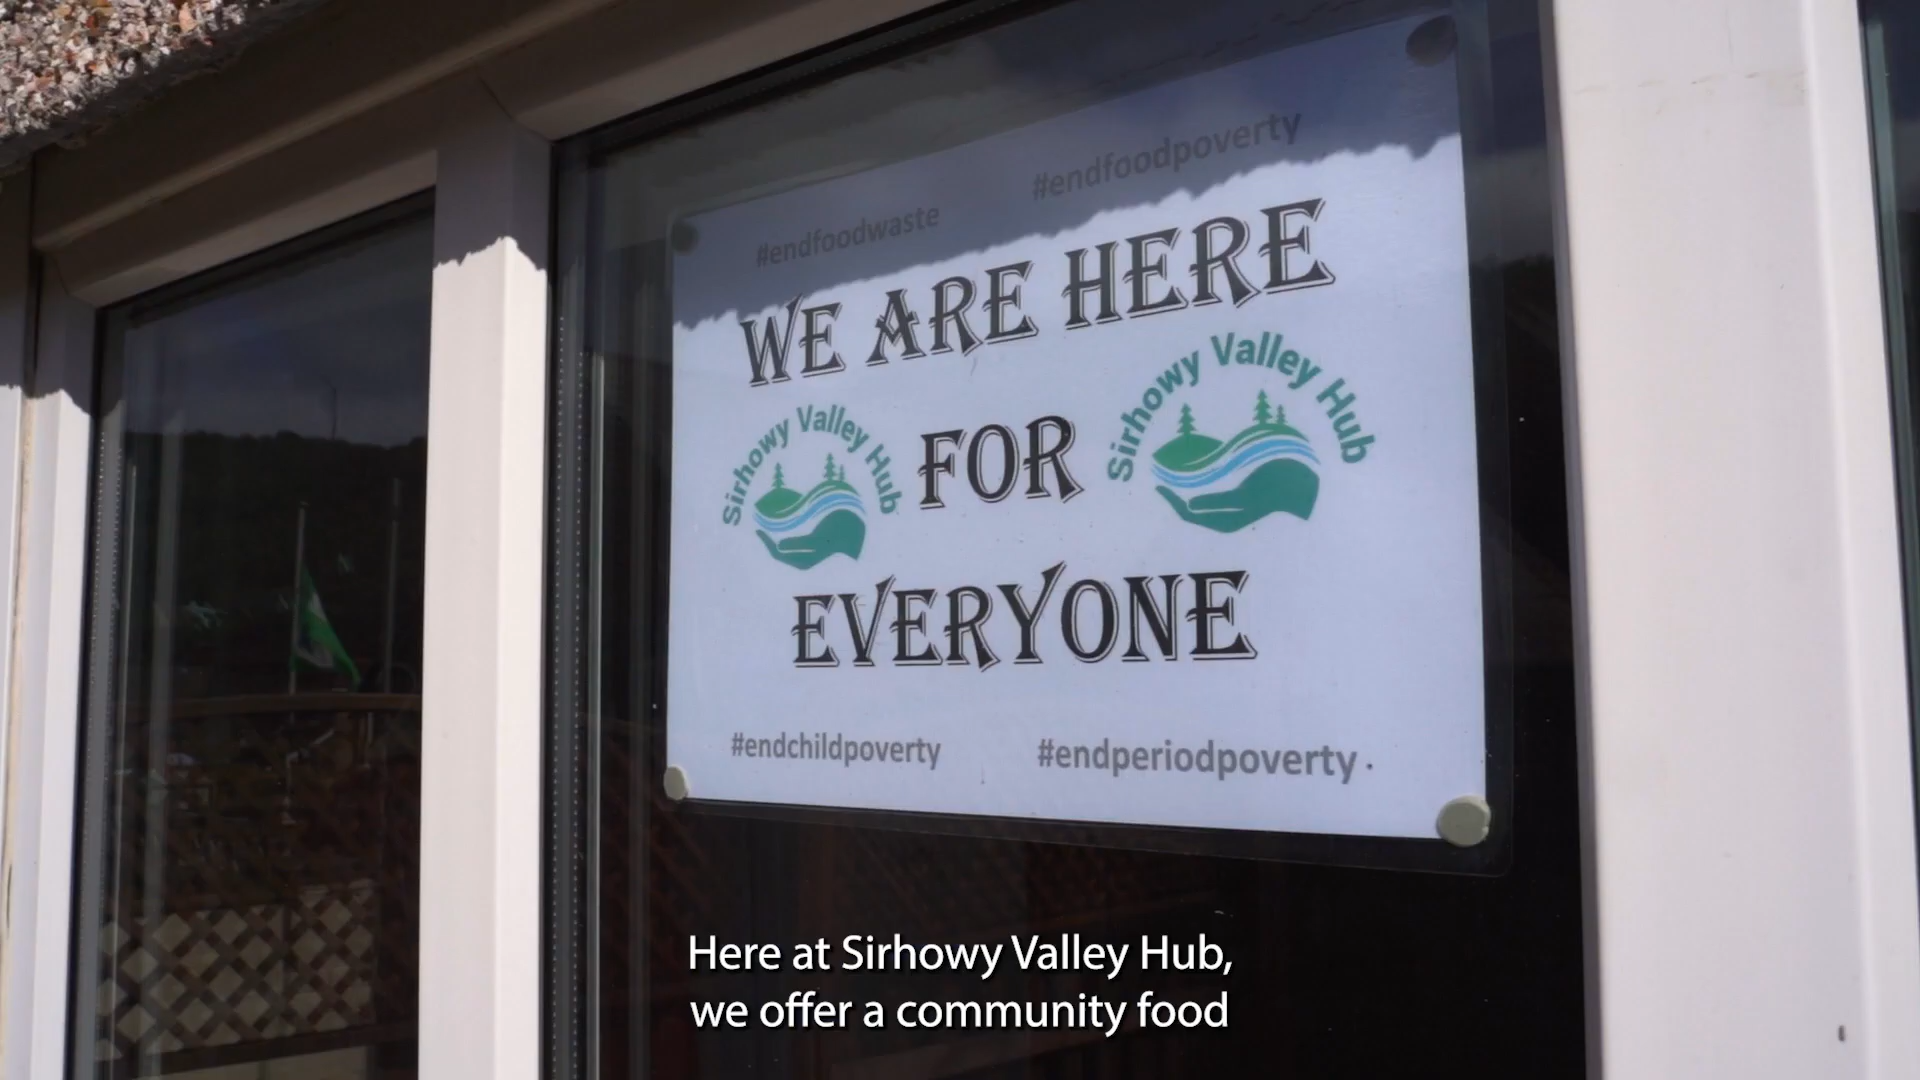 #endfoodwaste #endfoodpoverty
WE ARE HERE
Sirhowy Valley Hub
FOR
Sirhowy Valley Hub
EVERYONE
#endchildpoverty #endperiodpoverty.
Here at Sirhowy Valley Hub,
we offer a community food